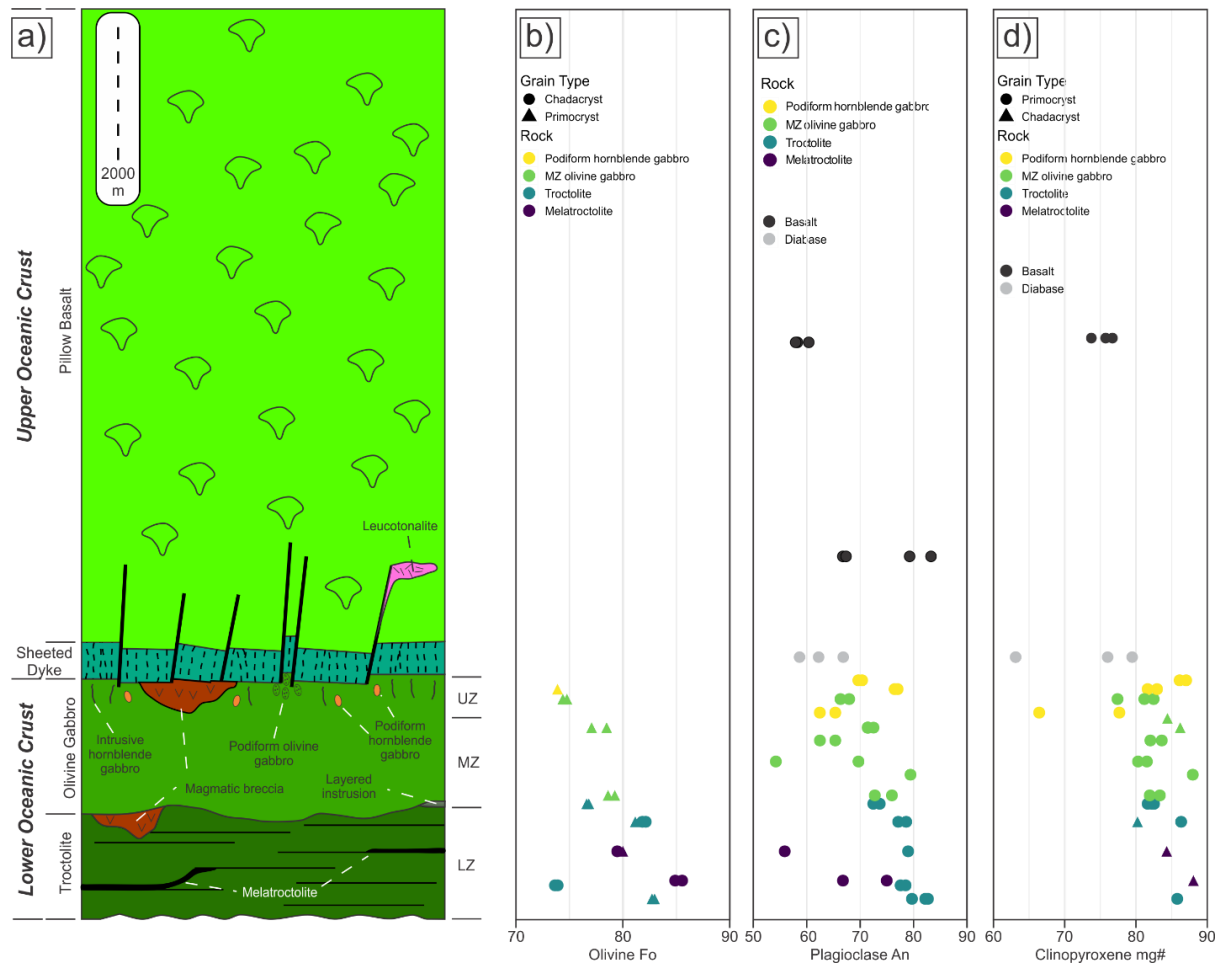 a)
2000
m
Upper Oceanic Crust
Pillow Basalt
Leucotonalite
Sheeted
Dyke
Lower Oceanic Crust
Olivine Gabbro
Troctolite
UZ
MZ
LZ
Intrusive
hornblende
gabbro
Podiform olivine
gabbro
Podiform
hornblende
gabbro
Magmatic breccia
Layered
instrusion
Melatroctolite
b)
Grain Type
Chadacryst
Primocryst
Rock
Podiform hornblende gabbro
MZ olivine gabbro
Troctolite
Melatroctolite
70
80
90
Olivine Fo
c)
Rock
Podiform hornblende gabbro
MZ olivine gabbro
Troctolite
Melatroctolite
Basalt
Diabase
50
60
70
80
90
Plagioclase An
d)
Grain Type
Primocryst
Chadacryst
Rock
Podiform hornblende gabbro
MZ olivine gabbro
Troctolite
Melatroctolite
Basalt
Diabase
60
70
80
90
Clinopyroxene mg#